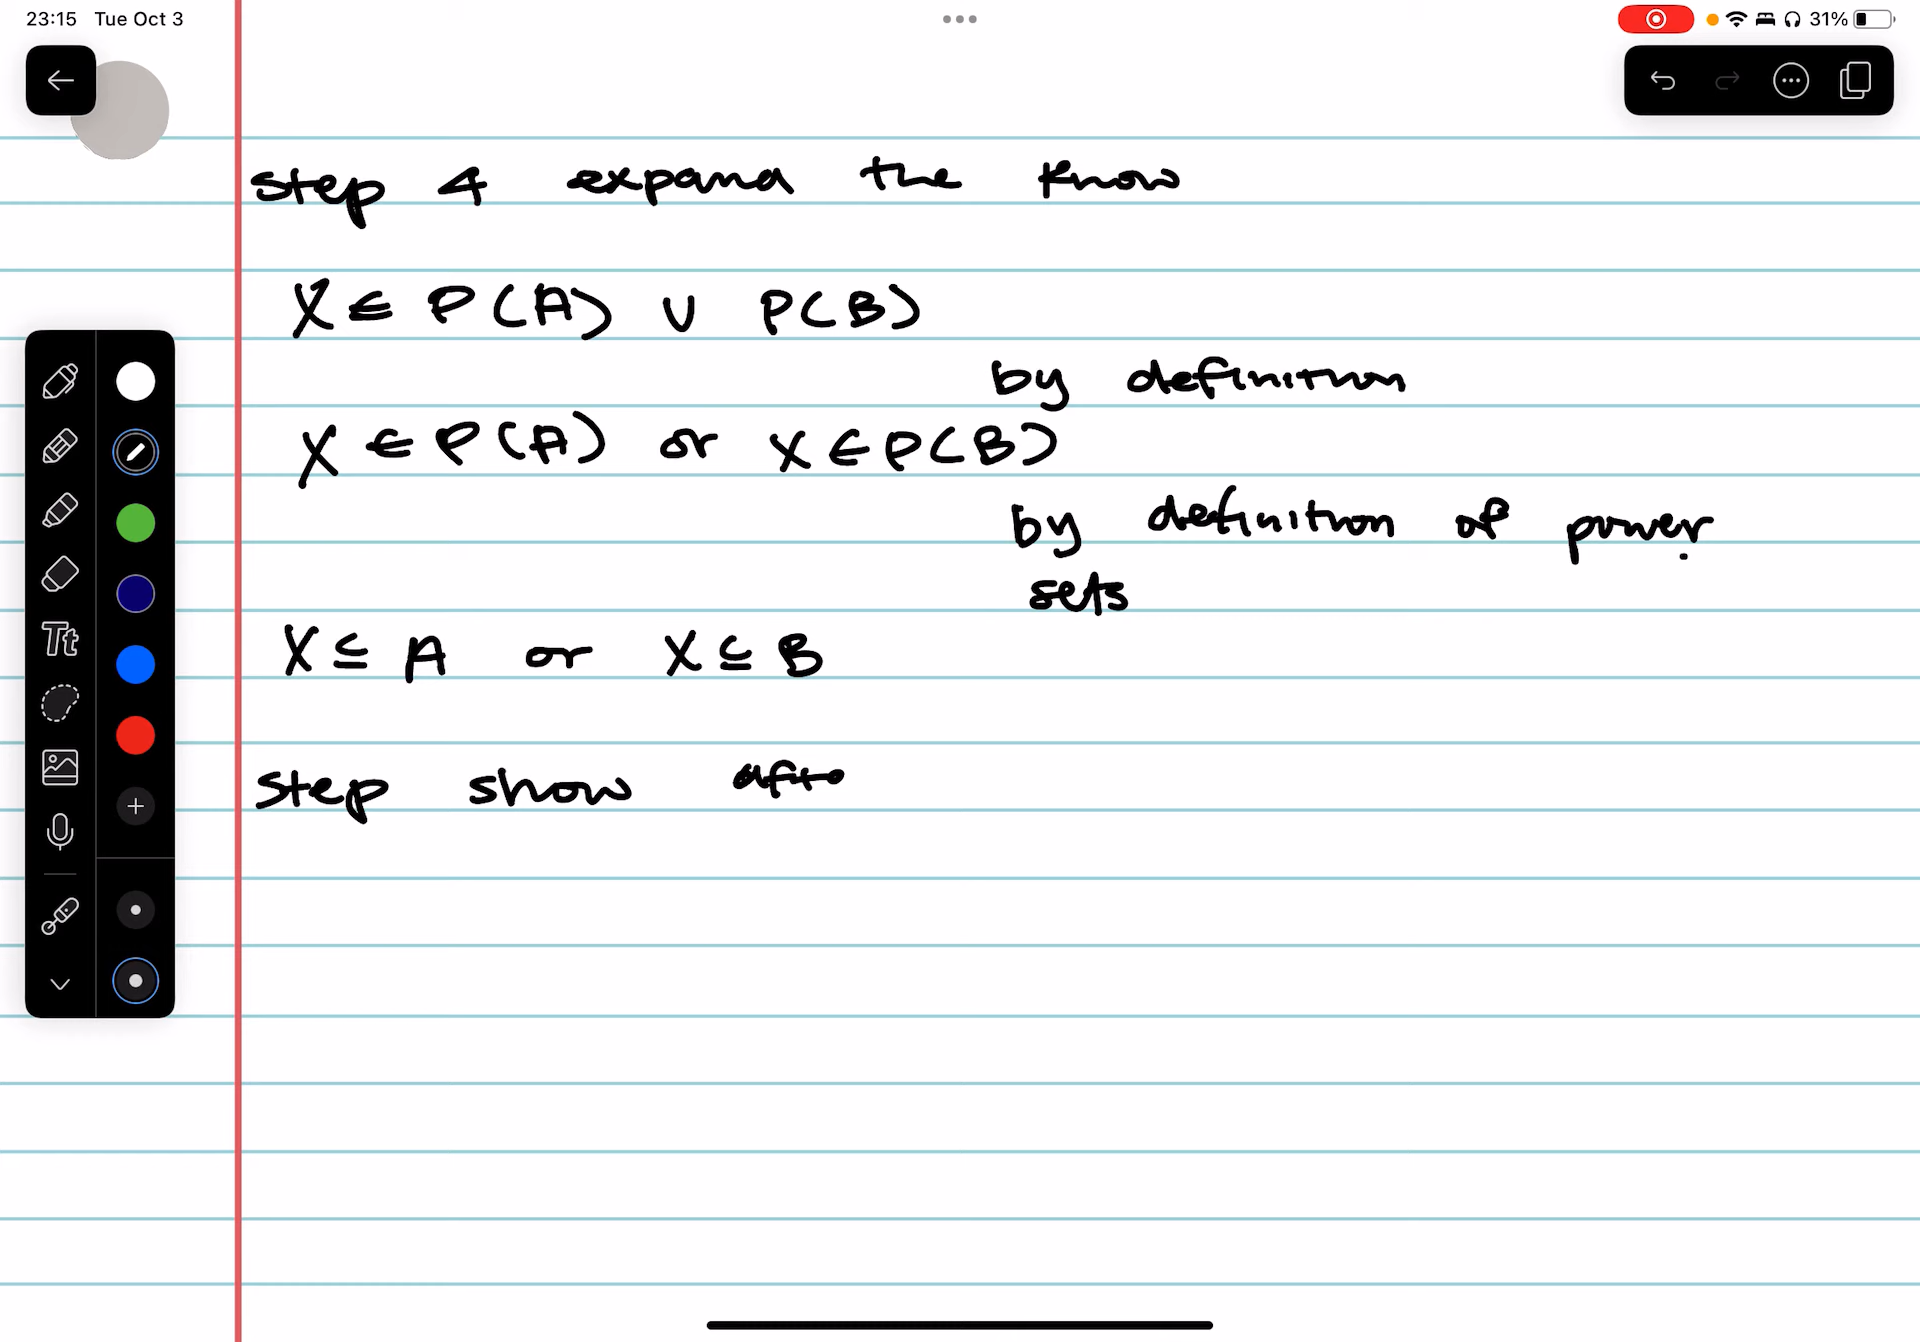 23:15 Tue Oct 3
31%
step 4 expand the know
X ∈ P(A) ∪ P(B)
by definition
X ∈ P(A) or X ∈ P(B)
by definition of power
sets
X ⊆ A or X ⊆ B
step show
Tt